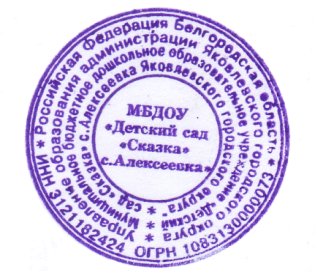 * Российская Федерация Белгородская область *
Управление образования администрации Яковлевского городского округа
* Муниципальное бюджетное дошкольное образовательное учреждение «Детский
сад «Сказка» с.Алексеевка Яковлевского городского округа»
МБДОУ
«Детский сад
«Сказка»
с.Алексеевка»
ИНН 3121182424 ОГРН 1083130000073